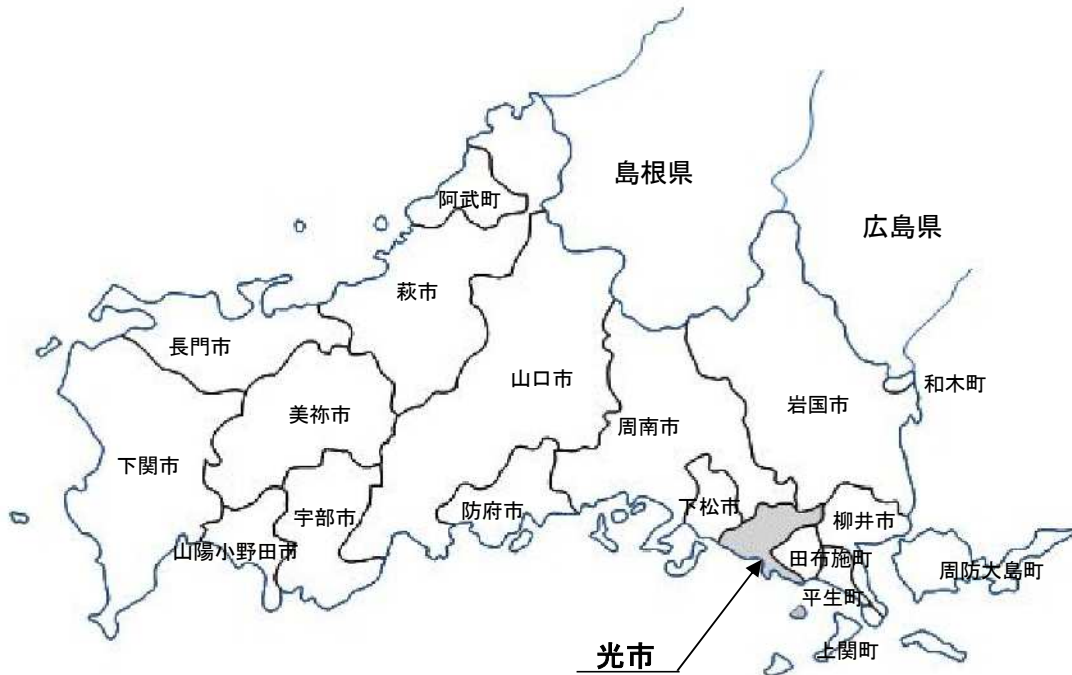 島根県
阿武町
広島県
萩市
長門市
山口市
和木町
岩国市
美祢市
周南市
下関市
下松市
防府市
宇部市
柳井市
山陽小野田市
田布施町
周防大島町
平生町
上関町
光市